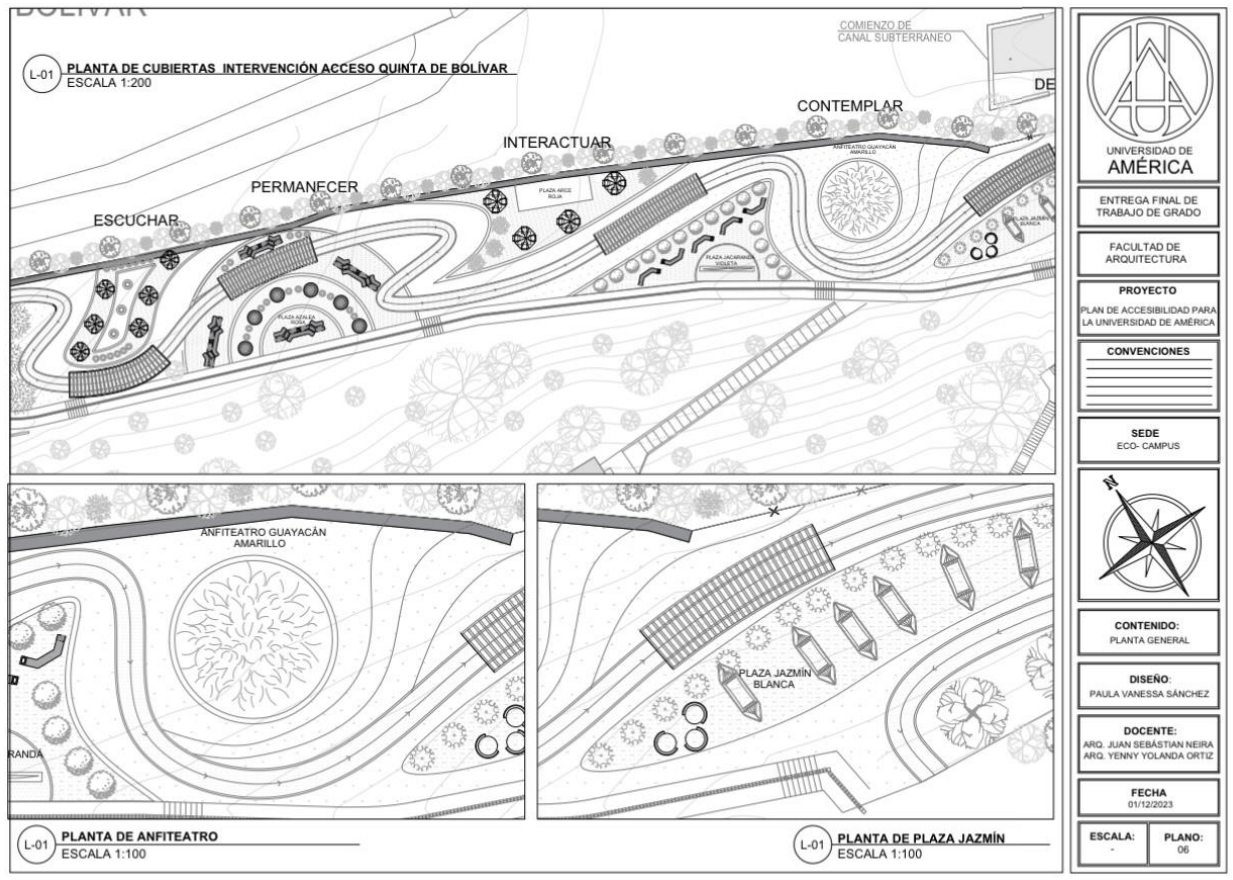 BOLÍVAR
L-01
PLANTA DE CUBIERTAS INTERVENCIÓN ACCESO QUINTA DE BOLÍVAR
ESCALA 1:200
COMIENZO DE
CANAL SUBTERRANEO
DE
CONTEMPLAR
INTERACTUAR
PERMANECER
ESCUCHAR
ANFITEATRO GUAYACÁN
AMARILLO
PLAZA ARCE
ROJA
PLAZA JAZMÍN
BLANCA
PLAZA JACARANDA
VIOLETA
PLAZA AZALEA
ROSA
ANFITEATRO GUAYACÁN
AMARILLO
RANDA
L-01
PLANTA DE ANFITEATRO
ESCALA 1:100
PLAZA JAZMÍN
BLANCA
L-01
PLANTA DE PLAZA JAZMÍN
ESCALA 1:100
UNIVERSIDAD DE
AMÉRICA
ENTREGA FINAL DE
TRABAJO DE GRADO
FACULTAD DE
ARQUITECTURA
PROYECTO
PLAN DE ACCESIBILIDAD PARA
LA UNIVERSIDAD DE AMÉRICA
CONVENCIONES
SEDE
ECO- CAMPUS
N
CONTENIDO:
PLANTA GENERAL
DISEÑO:
PAULA VANESSA SÁNCHEZ
DOCENTE:
ARQ. JUAN SEBÁSTIAN NEIRA
ARQ. YENNY YOLANDA ORTIZ
FECHA
01/12/2023
ESCALA:
-
PLANO:
06